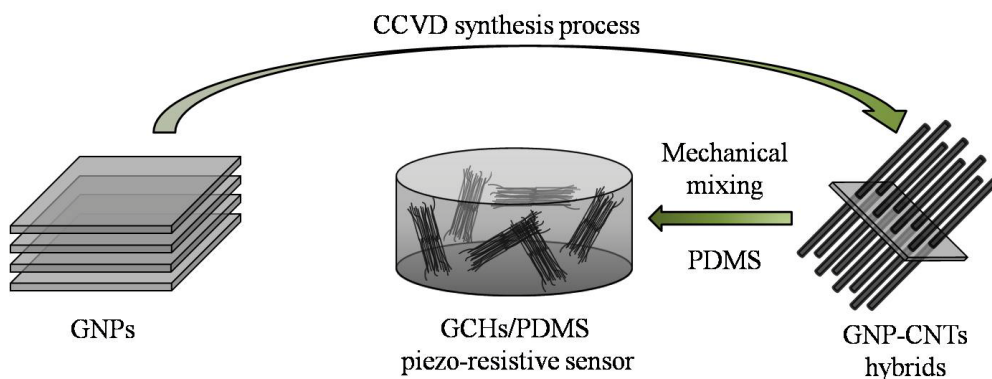 CCVD synthesis process
Mechanical
mixing
PDMS
GNPs
GCHs/PDMS
piezo-resistive sensor
GNP-CNTs
hybrids